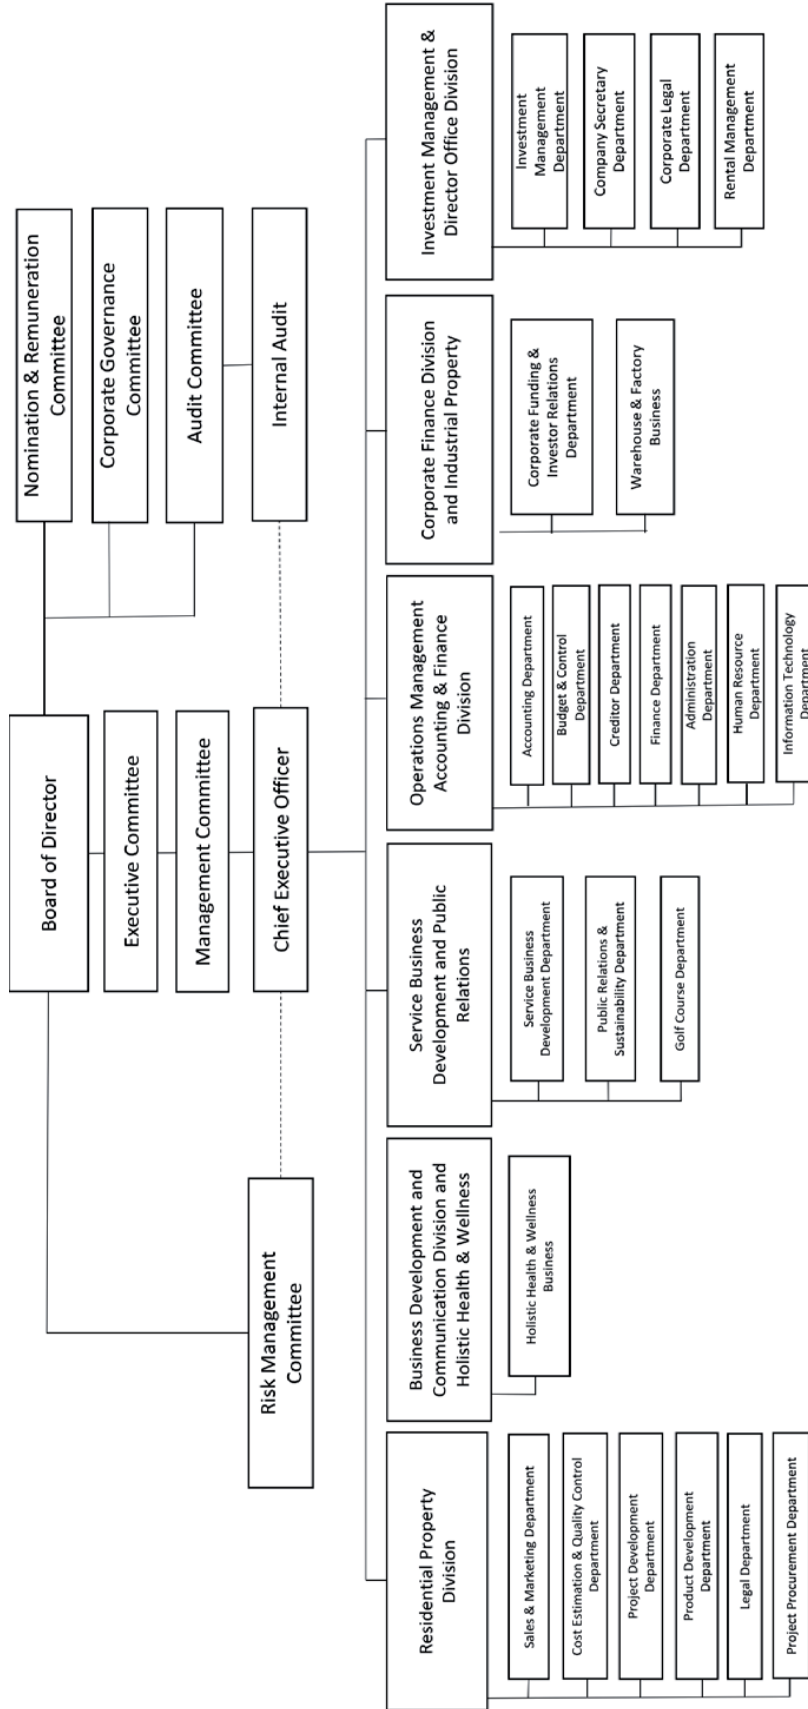 Board of Director
Nomination & Remuneration
Committee
Corporate Governance
Committee
Audit Committee
Internal Audit
Executive Committee
Management Committee
Chief Executive Officer
Risk Management
Committee
Residential Property
Division
Sales & Marketing Department
Cost Estimation & Quality Control
Department
Project Development
Department
Product Development
Department
Legal Department
Project Procurement Department
Business Development and
Communication Division and
Holistic Health & Wellness
Holistic Health & Wellness
Business
Service Business
Development and Public
Relations
Service Business
Development Department
Public Relations &
Sustainability Department
Golf Course Department
Operations Management
Accounting & Finance
Division
Accounting Department
Budget & Control
Department
Creditor Department
Finance Department
Administration
Department
Human Resource
Department
Information Technology
Department
Corporate Finance Division
and Industrial Property
Corporate Funding &
Investor Relations
Department
Warehouse & Factory
Business
Investment Management &
Director Office Division
Investment
Management
Department
Company Secretary
Department
Corporate Legal
Department
Rental Management
Department